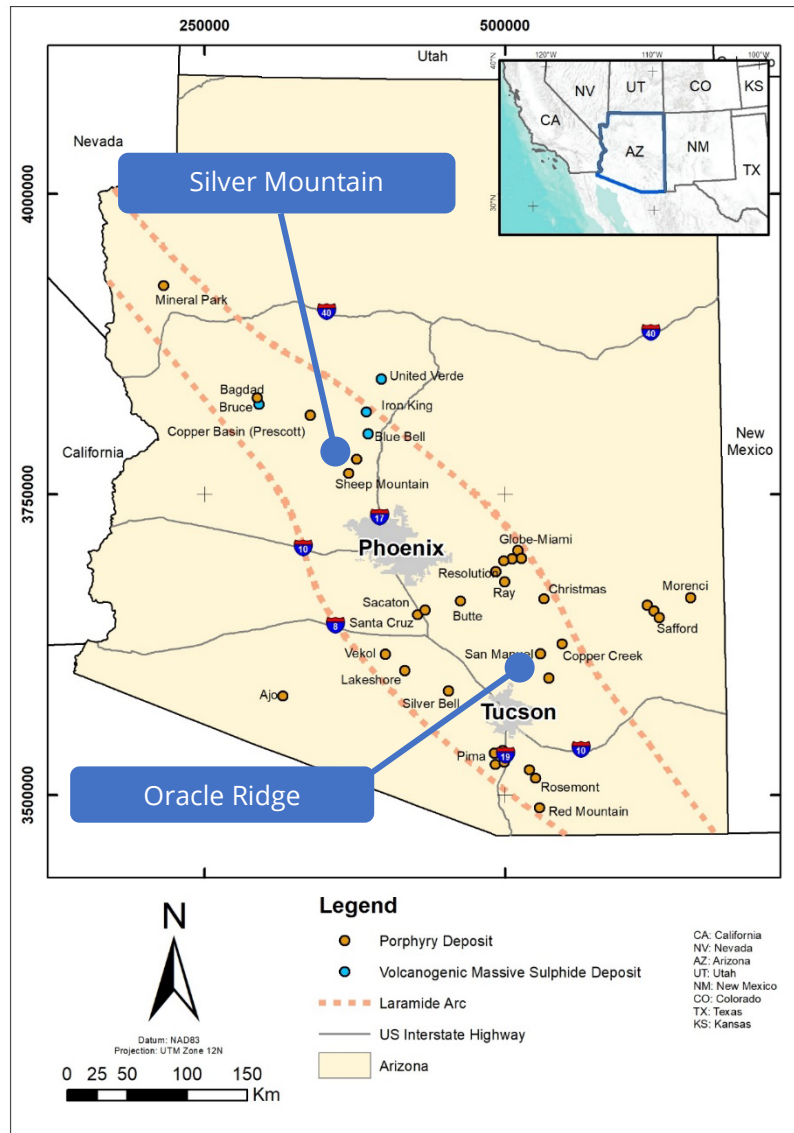 250000
500000
Utah
120°W
110°W
100°W
40°N
NV
UT
CO
KS
CA
AZ
NM
TX
30°N
Nevada
Silver Mountain
4000000
Mineral Park
40
40
United Verde
Bagdad
Bruce
Iron King
Copper Basin (Prescott)
Blue Bell
New
Mexico
California
Sheep Mountain
3750000
17
Phoenix
10
Globe-Miami
Resolution
Ray
Christmas
Morenci
Sacaton
Butte
Safford
Santa Cruz
8
Vekol
San Manuel
Copper Creek
Lakeshore
Ajo
Silver Bell
Tucson
Pima
19
10
Oracle Ridge
Rosemont
3500000
Red Mountain
N
Legend
Porphyry Deposit
Volcanogenic Massive Sulphide Deposit
Laramide Arc
US Interstate Highway
Arizona
CA: California
NV: Nevada
AZ: Arizona
UT: Utah
NM: New Mexico
CO: Colorado
TX: Texas
KS: Kansas
Datum: NAD83
Projection: UTM Zone 12N
0 25 50 100 150
Km